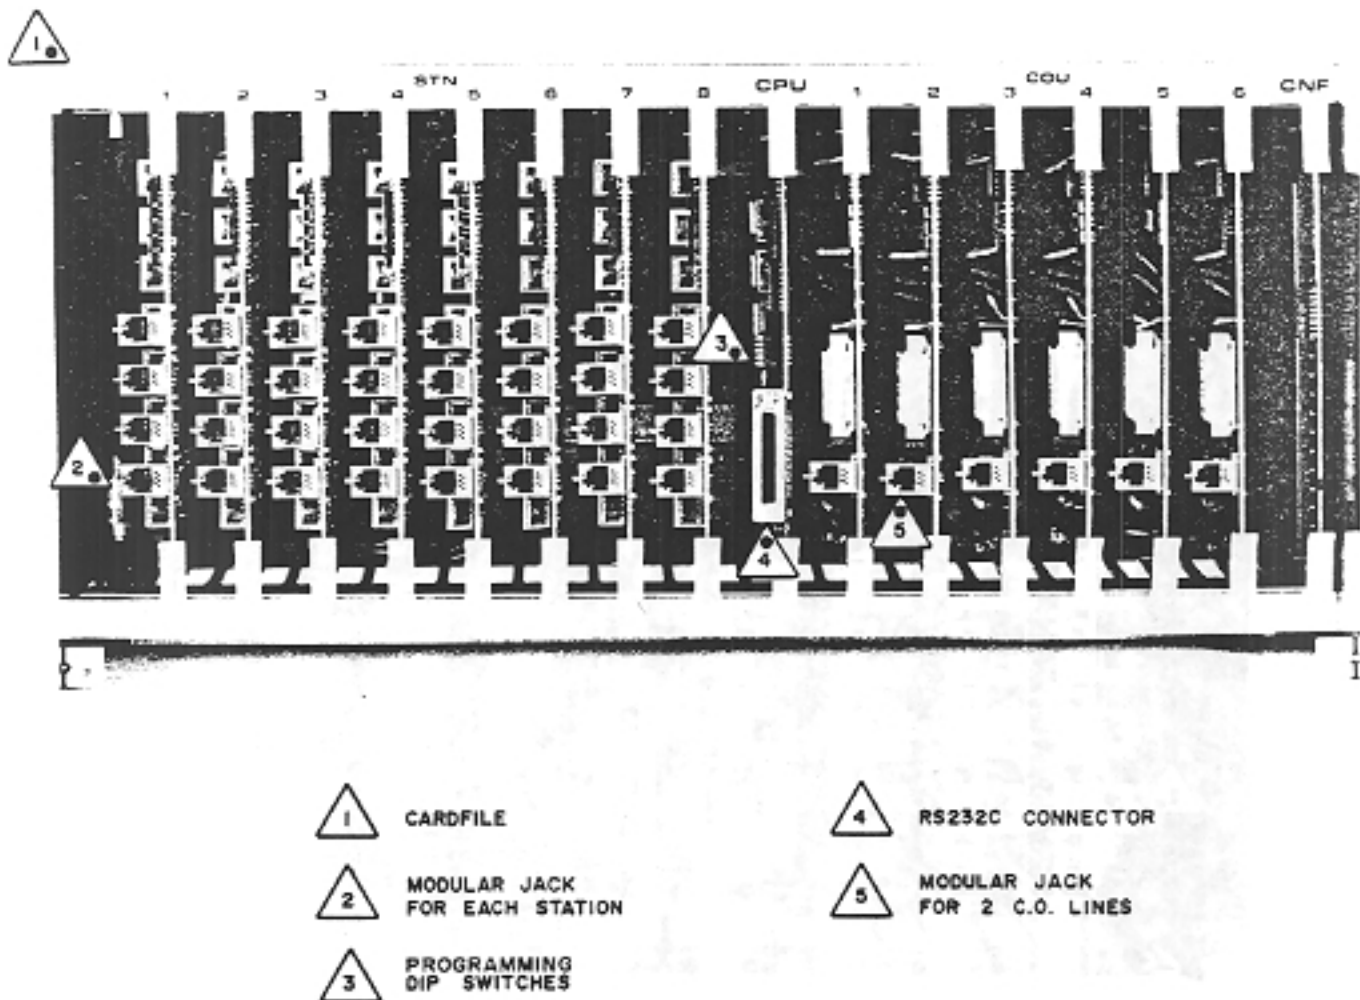 1
STN CPU COU CNF
1 2 3 4 5 6 7 8 1 2 3 4 5 6
3
2
5
4
1 CARDFILE
2 MODULAR JACK
FOR EACH STATION
3 PROGRAMMING
DIP SWITCHES
4 RS232C CONNECTOR
5 MODULAR JACK
FOR 2 C.O. LINES